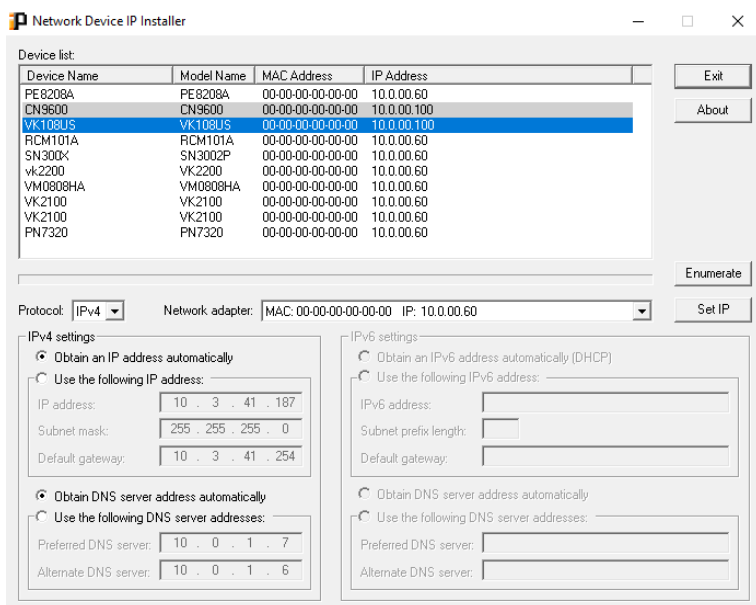 Network Device IP Installer
Device list:
Device Name Model Name MAC Address IP Address
PE8208A PE8208A 00-00-00-00-00-00 10.0.00.60
CN9600 CN9600 00-00-00-00-00-00 10.0.00.100
VK108US VK108US 00-00-00-00-00-00 10.0.00.100
RCM101A RCM101A 00-00-00-00-00-00 10.0.00.60
SN300X SN3002P 00-00-00-00-00-00 10.0.00.60
vk2200 VK2200 00-00-00-00-00-00 10.0.00.60
VM0808HA VM0808HA 00-00-00-00-00-00 10.0.00.60
VK2100 VK2100 00-00-00-00-00-00 10.0.00.60
VK2100 VK2100 00-00-00-00-00-00 10.0.00.60
PN7320 PN7320 00-00-00-00-00-00 10.0.00.60
Exit
About
Enumerate
Protocol: IPv4 Network adapter: MAC: 00-00-00-00-00-00 IP: 10.0.00.60 Set IP
IPv4 settings
Obtain an IP address automatically
Use the following IP address:
IP address: 10 . 3 . 41 . 187
Subnet mask: 255 . 255 . 255 . 0
Default gateway: 10 . 3 . 41 . 254
Obtain DNS server address automatically
Use the following DNS server addresses:
Preferred DNS server: 10 . 0 . 1 . 7
Alternate DNS server: 10 . 0 . 1 . 6
IPv6 settings
Obtain an IPv6 address automatically (DHCP)
Use the following IPv6 address:
IPv6 address:
Subnet prefix length:
Default gateway:
Obtain DNS server address automatically
Use the following DNS server addresses:
Preferred DNS server:
Alternate DNS server: